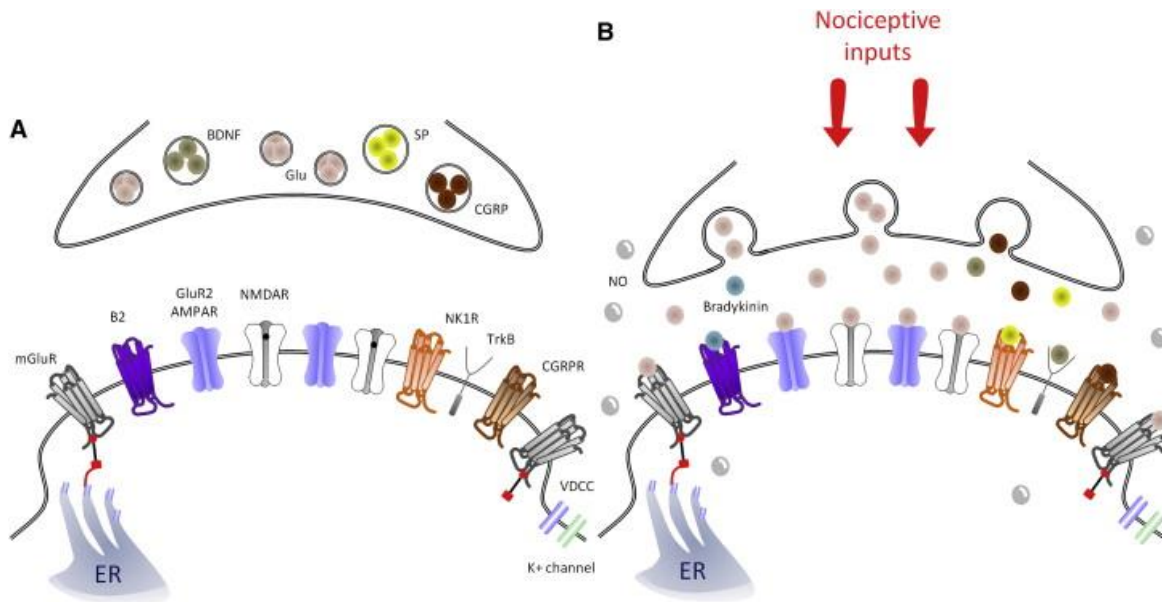 A
BDNF
SP
Glu
CGRP
GluR2
AMPAR
NMDAR
B2
NK1R
TrkB
mGluR
CGRPR
VDCC
K+ channel
ER
B
Nociceptive
inputs
NO
Bradykinin
ER